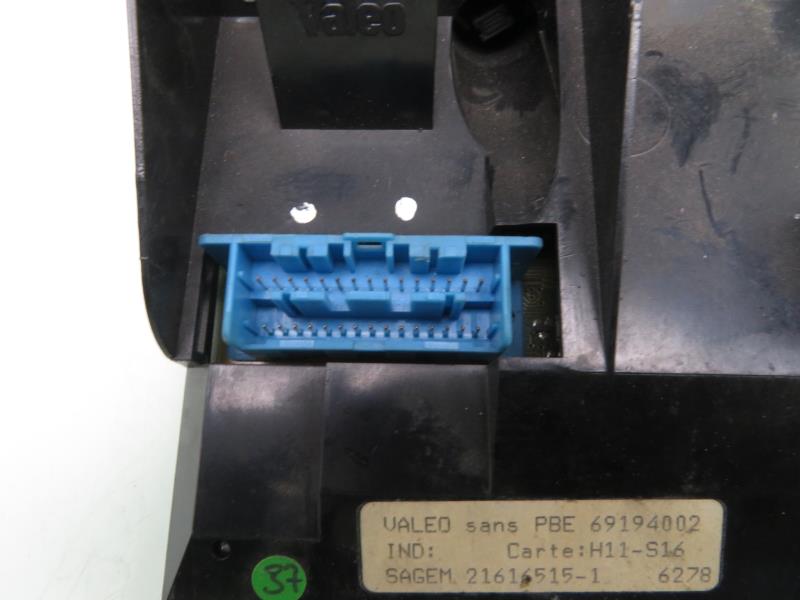 Valeo
VALEO sans PBE 69194002
IND: Carte:H11-S16
SAGEM 21616515-1 6278
37